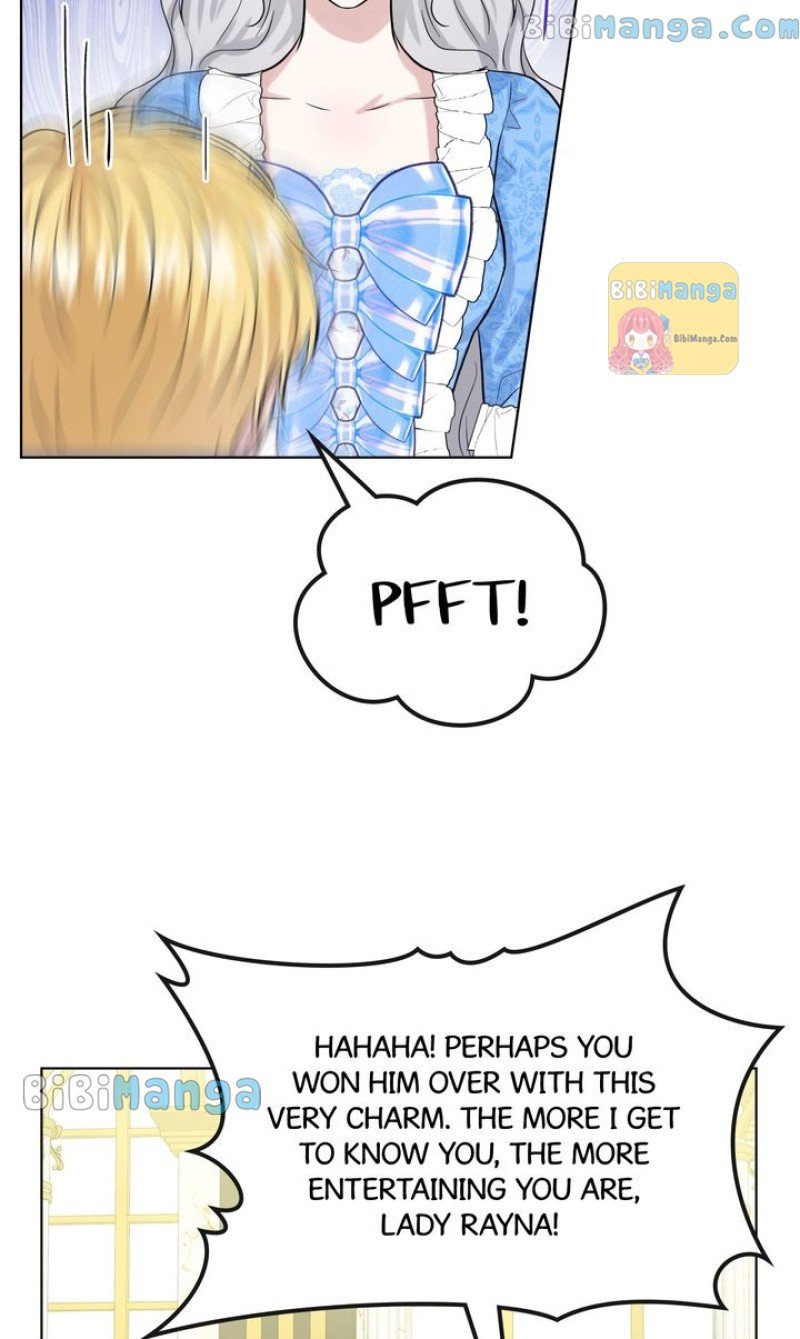 BiBiManga.Com
BiBiManga
BibiManga.Com
PFFT!
HAHAHA! PERHAPS YOU
WON HIM OVER WITH THIS
VERY CHARM. THE MORE I GET
TO KNOW YOU, THE MORE
ENTERTAINING YOU ARE,
LADY RAYNA!
BiBiManga